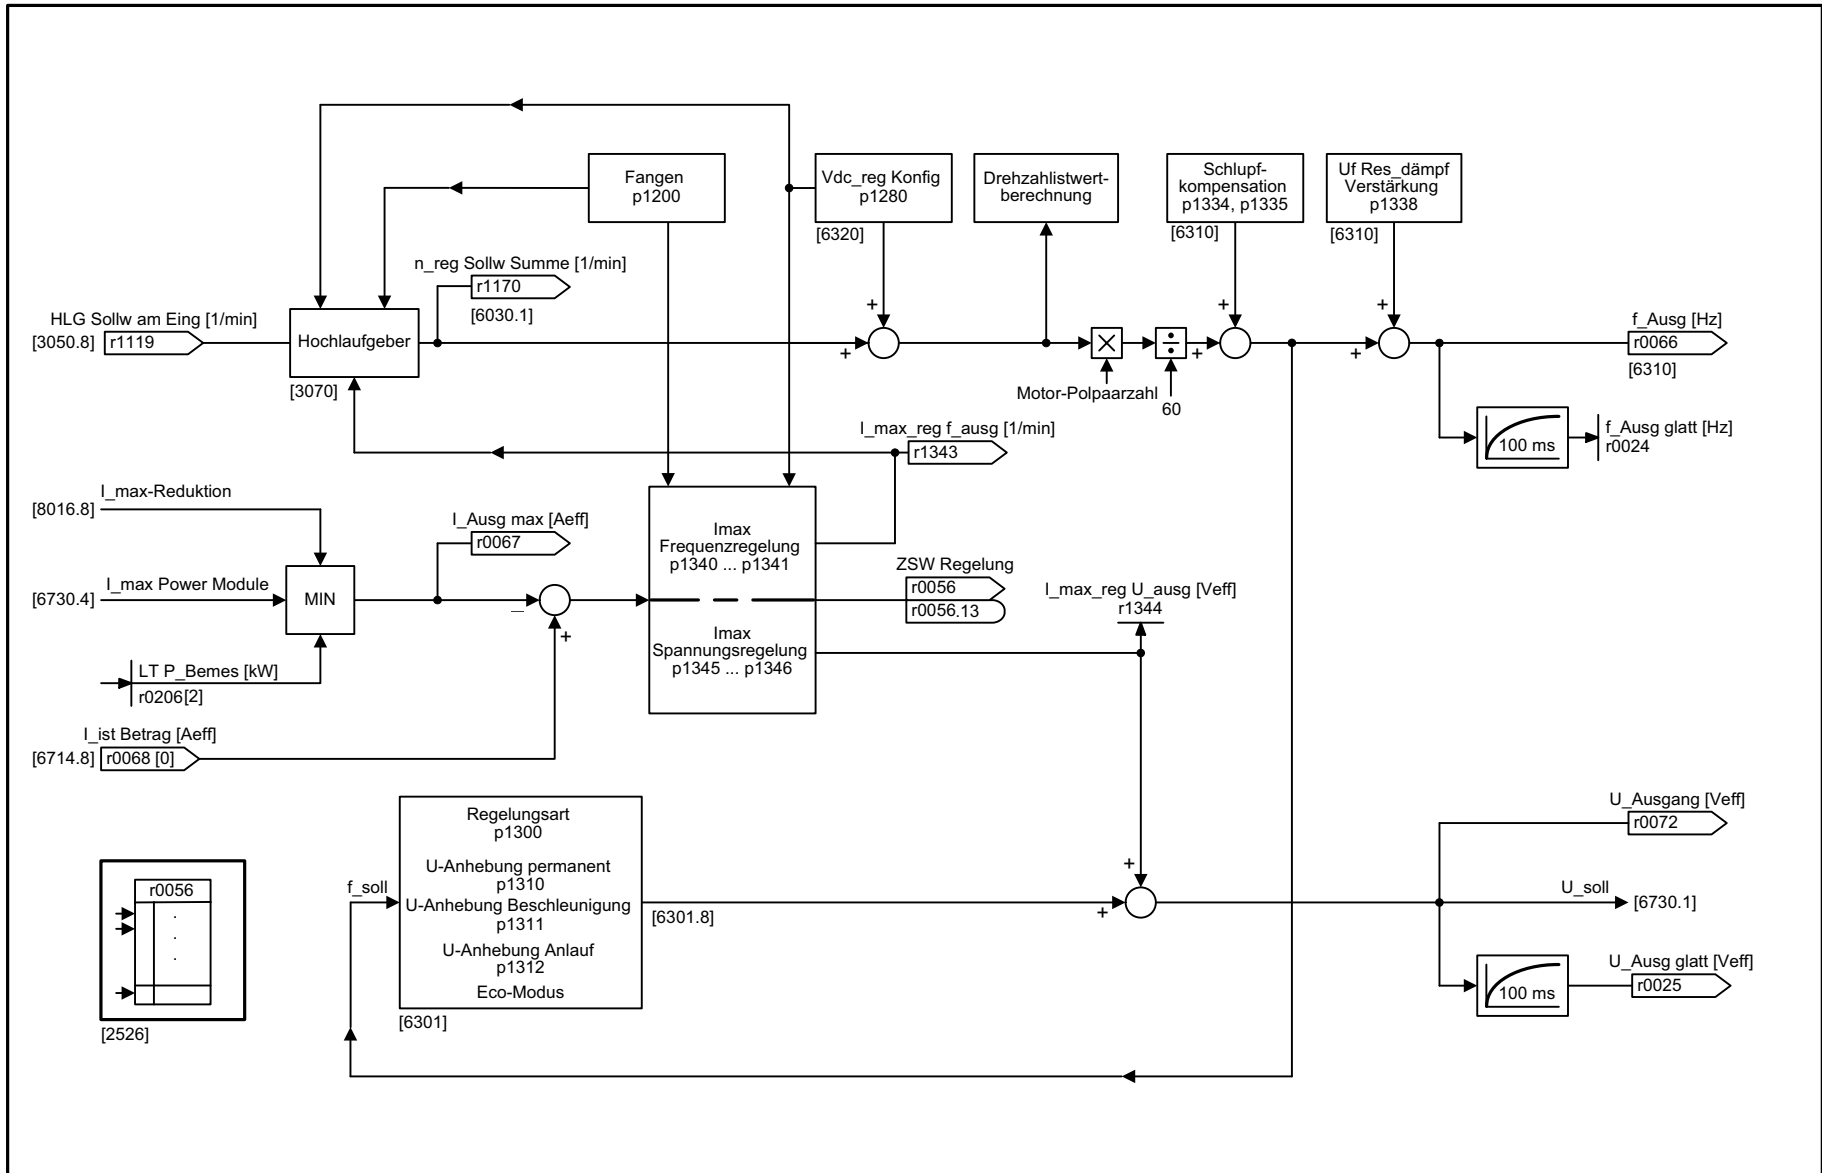 Fangen
p1200
Vdc_reg Konfig
p1280
[6320]
Drehzahlistwert-
berechnung
Schlupf-
kompensation
p1334, p1335
[6310]
Uf Res_dämpf
Verstärkung
p1338
[6310]
n_reg Sollw Summe [1/min]
r1170
[6030.1]
HLG Sollw am Eing [1/min]
[3050.8]
r1119
Hochlaufgeber
[3070]
+
+
Motor-Polpaarzahl
60
+
+
+
+
f_Ausg [Hz]
r0066
[6310]
100 ms
f_Ausg glatt [Hz]
r0024
I_max_reg f_ausg [1/min]
r1343
I_max-Reduktion
[8016.8]
I_max Power Module
[6730.4]
MIN
LT P_Bemes [kW]
r0206[2]
I_Ausg max [Aeff]
r0067
_
+
I_ist Betrag [Aeff]
[6714.8]
r0068 [0]
Imax
Frequenzregelung
p1340 ... p1341
Imax
Spannungsregelung
p1345 ... p1346
ZSW Regelung
r0056
r0056.13
I_max_reg U_ausg [Veff]
r1344
r0056
.
.
.
[2526]
f_soll
Regelungsart
p1300
U-Anhebung permanent
p1310
U-Anhebung Beschleunigung
p1311
U-Anhebung Anlauf
p1312
Eco-Modus
[6301]
[6301.8]
+
+
U_Ausgang [Veff]
r0072
U_soll
[6730.1]
100 ms
U_Ausg glatt [Veff]
r0025